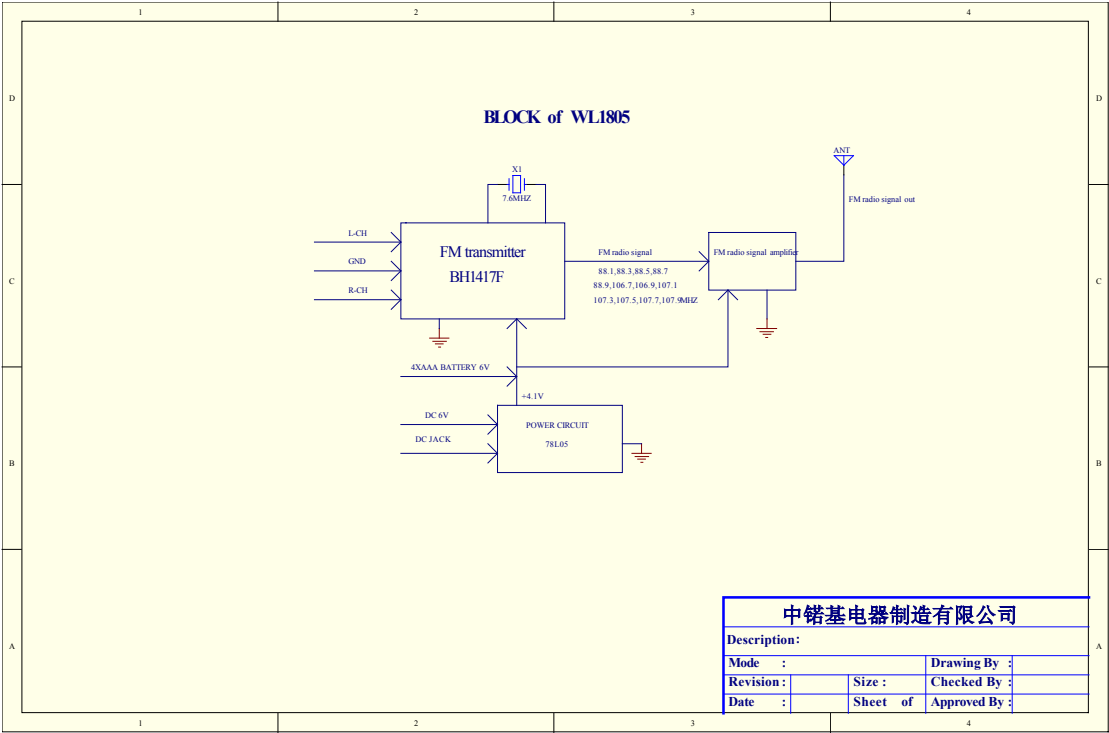 1 2 3 4
D D
BLOCK of WL1805
ANT
X1
7.6MHZ
FM radio signal out
L-CH
GND
R-CH
FM transmitter
BH1417F
FM radio signal
88.1,88.3,88.5,88.7
88.9,106.7,106.9,107.1
107.3,107.5,107.7,107.9MHZ
FM radio signal amplifier
C C
4XAAA BATTERY 6V
+4.1V
DC 6V
DC JACK
POWER CIRCUIT
78L05
B B
中锘基电器制造有限公司
Description:
Mode : Drawing By :
Revision : Size : Checked By :
Date : Sheet of Approved By :
A A
1 2 3 4